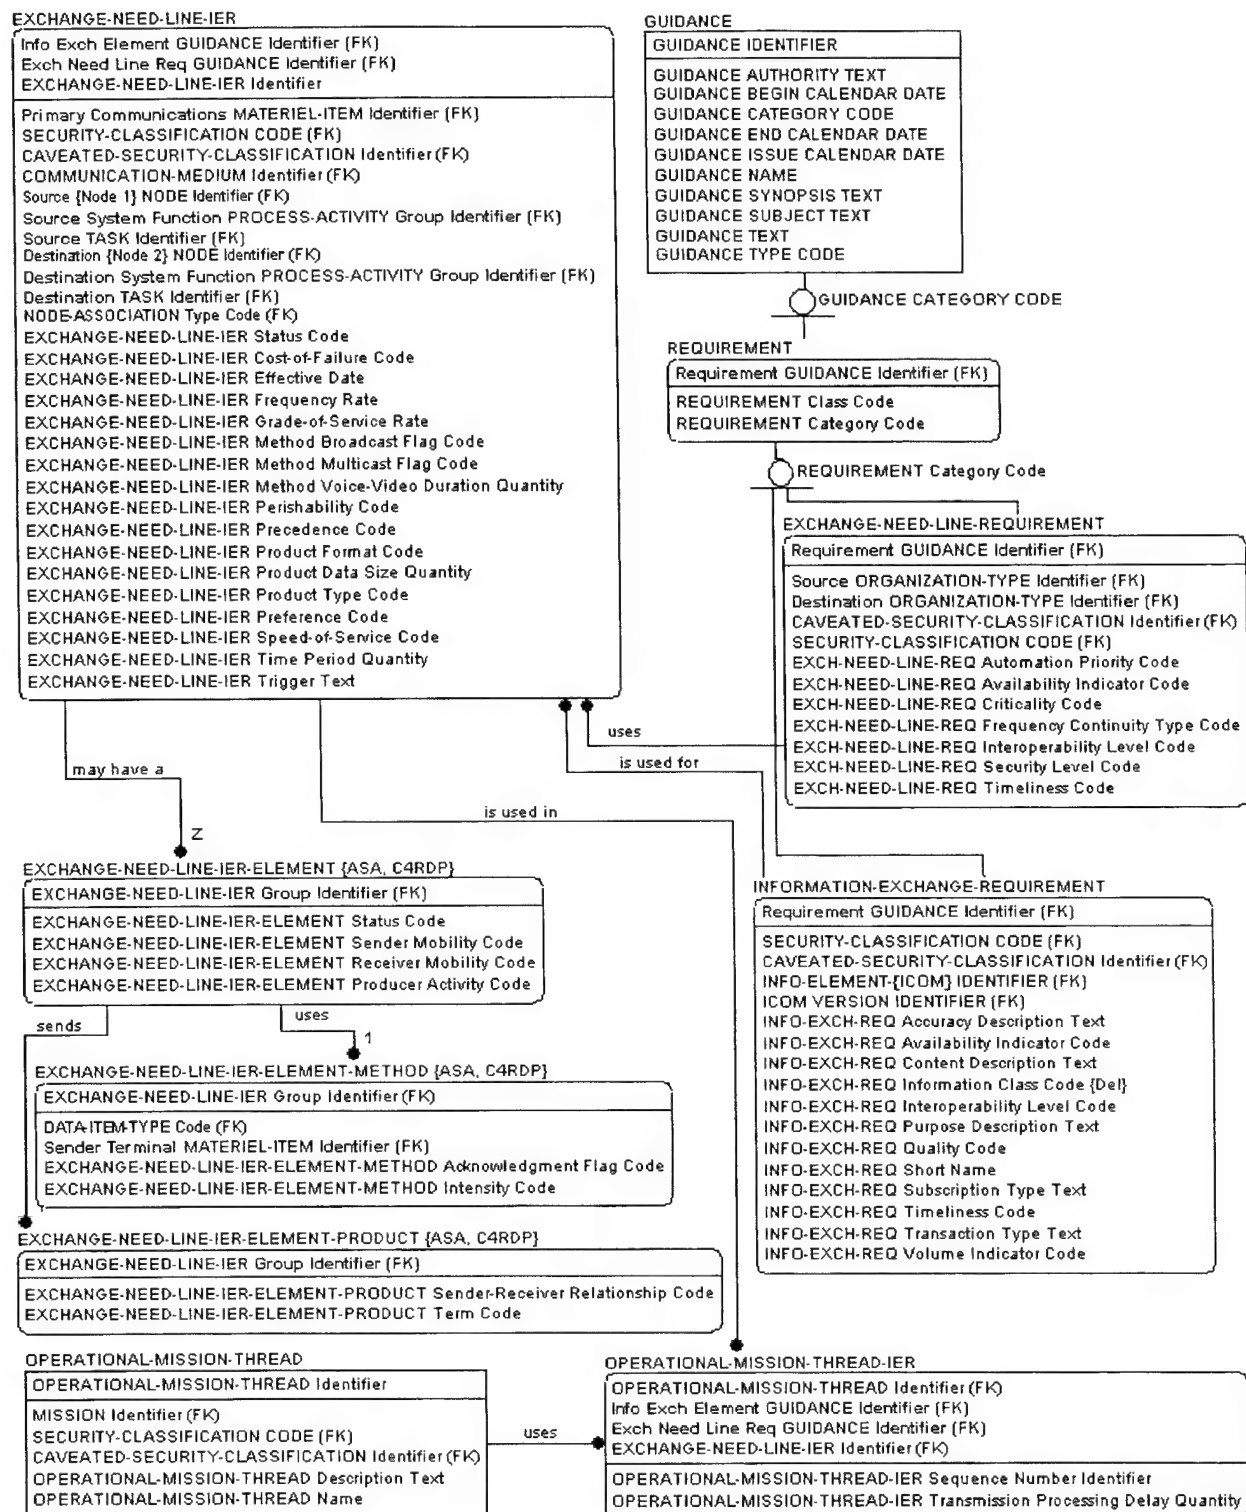 EXCHANGE-NEED-LINE-IER
Info Exch Element GUIDANCE Identifier (FK)
Exch Need Line Req GUIDANCE Identifier (FK)
EXCHANGE-NEED-LINE-IER Identifier
Primary Communications MATERIEL-ITEM Identifier (FK)
SECURITY-CLASSIFICATION CODE (FK)
CAVEATED-SECURITY-CLASSIFICATION Identifier (FK)
COMMUNICATION-MEDIUM Identifier (FK)
Source {Node 1} NODE Identifier (FK)
Source System Function PROCESS-ACTIVITY Group Identifier (FK)
Source TASK Identifier (FK)
Destination {Node 2} NODE Identifier (FK)
Destination System Function PROCESS-ACTIVITY Group Identifier (FK)
Destination TASK Identifier (FK)
NODE-ASSOCIATION Type Code (FK)
EXCHANGE-NEED-LINE-IER Status Code
EXCHANGE-NEED-LINE-IER Cost-of-Failure Code
EXCHANGE-NEED-LINE-IER Effective Date
EXCHANGE-NEED-LINE-IER Frequency Rate
EXCHANGE-NEED-LINE-IER Grade-of-Service Rate
EXCHANGE-NEED-LINE-IER Method Broadcast Flag Code
EXCHANGE-NEED-LINE-IER Method Multicast Flag Code
EXCHANGE-NEED-LINE-IER Method Voice-Video Duration Quantity
EXCHANGE-NEED-LINE-IER Perishability Code
EXCHANGE-NEED-LINE-IER Precedence Code
EXCHANGE-NEED-LINE-IER Product Format Code
EXCHANGE-NEED-LINE-IER Product Data Size Quantity
EXCHANGE-NEED-LINE-IER Product Type Code
EXCHANGE-NEED-LINE-IER Preference Code
EXCHANGE-NEED-LINE-IER Speed-of-Service Code
EXCHANGE-NEED-LINE-IER Time Period Quantity
EXCHANGE-NEED-LINE-IER Trigger Text
GUIDANCE
GUIDANCE IDENTIFIER
GUIDANCE AUTHORITY TEXT
GUIDANCE BEGIN CALENDAR DATE
GUIDANCE CATEGORY CODE
GUIDANCE END CALENDAR DATE
GUIDANCE ISSUE CALENDAR DATE
GUIDANCE NAME
GUIDANCE SYNOPSIS TEXT
GUIDANCE SUBJECT TEXT
GUIDANCE TEXT
GUIDANCE TYPE CODE
GUIDANCE CATEGORY CODE
REQUIREMENT
Requirement GUIDANCE Identifier (FK)
REQUIREMENT Class Code
REQUIREMENT Category Code
REQUIREMENT Category Code
EXCHANGE-NEED-LINE-REQUIREMENT
Requirement GUIDANCE Identifier (FK)
Source ORGANIZATION-TYPE Identifier (FK)
Destination ORGANIZATION-TYPE Identifier (FK)
CAVEATED-SECURITY-CLASSIFICATION Identifier (FK)
SECURITY-CLASSIFICATION CODE (FK)
EXCH-NEED-LINE-REQ Automation Priority Code
EXCH-NEED-LINE-REQ Availability Indicator Code
EXCH-NEED-LINE-REQ Criticality Code
EXCH-NEED-LINE-REQ Frequency Continuity Type Code
EXCH-NEED-LINE-REQ Interoperability Level Code
EXCH-NEED-LINE-REQ Security Level Code
EXCH-NEED-LINE-REQ Timeliness Code
uses
is used for
may have a
is used in
Z
EXCHANGE-NEED-LINE-IER-ELEMENT {ASA, C4RDP}
EXCHANGE-NEED-LINE-IER Group Identifier (FK)
EXCHANGE-NEED-LINE-IER-ELEMENT Status Code
EXCHANGE-NEED-LINE-IER-ELEMENT Sender Mobility Code
EXCHANGE-NEED-LINE-IER-ELEMENT Receiver Mobility Code
EXCHANGE-NEED-LINE-IER-ELEMENT Producer Activity Code
sends
uses
1
EXCHANGE-NEED-LINE-IER-ELEMENT-METHOD {ASA, C4RDP}
EXCHANGE-NEED-LINE-IER Group Identifier (FK)
DATA-ITEM-TYPE Code (FK)
Sender Terminal MATERIEL-ITEM Identifier (FK)
EXCHANGE-NEED-LINE-IER-ELEMENT-METHOD Acknowledgment Flag Code
EXCHANGE-NEED-LINE-IER-ELEMENT-METHOD Intensity Code
EXCHANGE-NEED-LINE-IER-ELEMENT-PRODUCT {ASA, C4RDP}
EXCHANGE-NEED-LINE-IER Group Identifier (FK)
EXCHANGE-NEED-LINE-IER-ELEMENT-PRODUCT Sender-Receiver Relationship Code
EXCHANGE-NEED-LINE-IER-ELEMENT-PRODUCT Term Code
INFORMATION-EXCHANGE-REQUIREMENT
Requirement GUIDANCE Identifier (FK)
SECURITY-CLASSIFICATION CODE (FK)
CAVEATED-SECURITY-CLASSIFICATION Identifier (FK)
INFO-ELEMENT-{ICOM} IDENTIFIER (FK)
ICOM VERSION IDENTIFIER (FK)
INFO-EXCH-REQ Accuracy Description Text
INFO-EXCH-REQ Availability Indicator Code
INFO-EXCH-REQ Content Description Text
INFO-EXCH-REQ Information Class Code {Del}
INFO-EXCH-REQ Interoperability Level Code
INFO-EXCH-REQ Purpose Description Text
INFO-EXCH-REQ Quality Code
INFO-EXCH-REQ Short Name
INFO-EXCH-REQ Subscription Type Text
INFO-EXCH-REQ Timeliness Code
INFO-EXCH-REQ Transaction Type Text
INFO-EXCH-REQ Volume Indicator Code
OPERATIONAL-MISSION-THREAD
OPERATIONAL-MISSION-THREAD Identifier
MISSION Identifier (FK)
SECURITY-CLASSIFICATION CODE (FK)
CAVEATED-SECURITY-CLASSIFICATION Identifier (FK)
OPERATIONAL-MISSION-THREAD Description Text
OPERATIONAL-MISSION-THREAD Name
uses
OPERATIONAL-MISSION-THREAD-IER
OPERATIONAL-MISSION-THREAD Identifier (FK)
Info Exch Element GUIDANCE Identifier (FK)
Exch Need Line Req GUIDANCE Identifier (FK)
EXCHANGE-NEED-LINE-IER Identifier (FK)
OPERATIONAL-MISSION-THREAD-IER Sequence Number Identifier
OPERATIONAL-MISSION-THREAD-IER Transmission Processing Delay Quantity